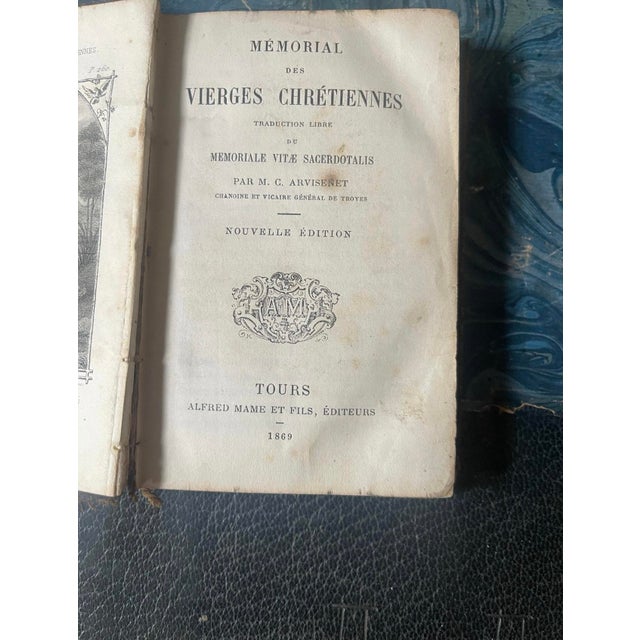 P. 260.
MÉMORIAL
DES
VIERGES CHRÉTIENNES
TRADUCTION LIBRE
DU
MEMORIALE VITÆ SACERDOTALIS
PAR M. C. ARVISENET
CHANOINE ET VICAIRE GÉNÉRAL DE TROYES
NOUVELLE ÉDITION
AM
TOURS
ALFRED MAME ET FILS, ÉDITEURS
1869